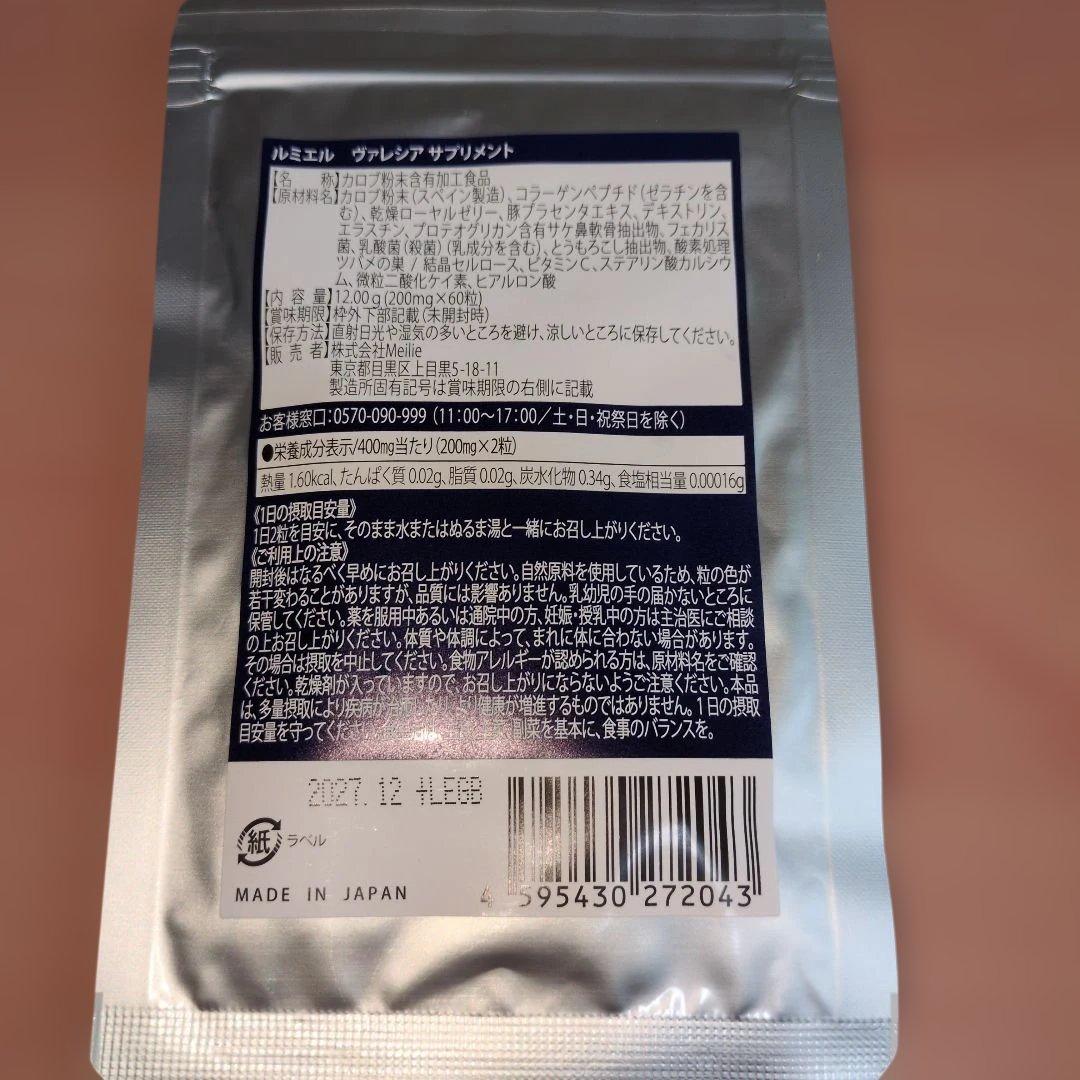 ルミエル ヴァレシア サプリメント
【名 称】カロブ粉末含有加工食品
【原材料名】カロブ粉末(スペイン製造)、コラーゲンペプチド(ゼラチンを含
む)、乾燥ローヤルゼリー、豚プラセンタエキス、デキストリン、
エラスチン、プロテオグリカン含有サケ鼻軟骨抽出物、フェカリス
菌、乳酸菌(殺菌)(乳成分を含む)、とうもろこし抽出物、酸素処理
ツバメの巣 / 結晶セルロース、ビタミンC、ステアリン酸カルシウ
ム、微粒二酸化ケイ素、ヒアルロン酸
【内 容 量】12.00g(200mg×60粒)
【賞味期限】枠外下部記載(未開封時)
【保存方法】直射日光や湿気の多いところを避け、涼しいところに保存してください。
【販 売 者】株式会社Meilie
東京都目黒区上目黒5-18-11
製造所固有記号は賞味期限の右側に記載
お客様窓口:0570-090-999(11:00〜17:00/土・日・祝祭日を除く)
●栄養成分表示/400mg当たり(200mg×2粒)
熱量 1.60kcal、たんぱく質 0.02g、脂質 0.02g、炭水化物 0.34g、食塩相当量 0.00016g
《1日の摂取目安量》
1日2粒を目安に、そのまま水またはぬるま湯と一緒にお召し上がりください。
《ご利用上の注意》
開封後はなるべく早めにお召し上がりください。自然原料を使用しているため、粒の色が
若干変わることがありますが、品質には影響ありません。乳幼児の手の届かないところに
保管してください。薬を服用中あるいは通院中の方、妊娠・授乳中の方は主治医にご相談
の上お召し上がりください。体質や体調によって、まれに体に合わない場合があります。
その場合は摂取を中止してください。食物アレルギーが認められる方は、原材料名をご確認
ください。乾燥剤が入っていますので、お召し上がりにならないようご注意ください。本品
は、多量摂取により疾病が治癒したり、より健康が増進するものではありません。1日の摂取
目安量を守ってください。副菜を基本に、食事のバランスを。
2027.12 +LEGB
紙 ラベル
MADE IN JAPAN
4 595430 272043